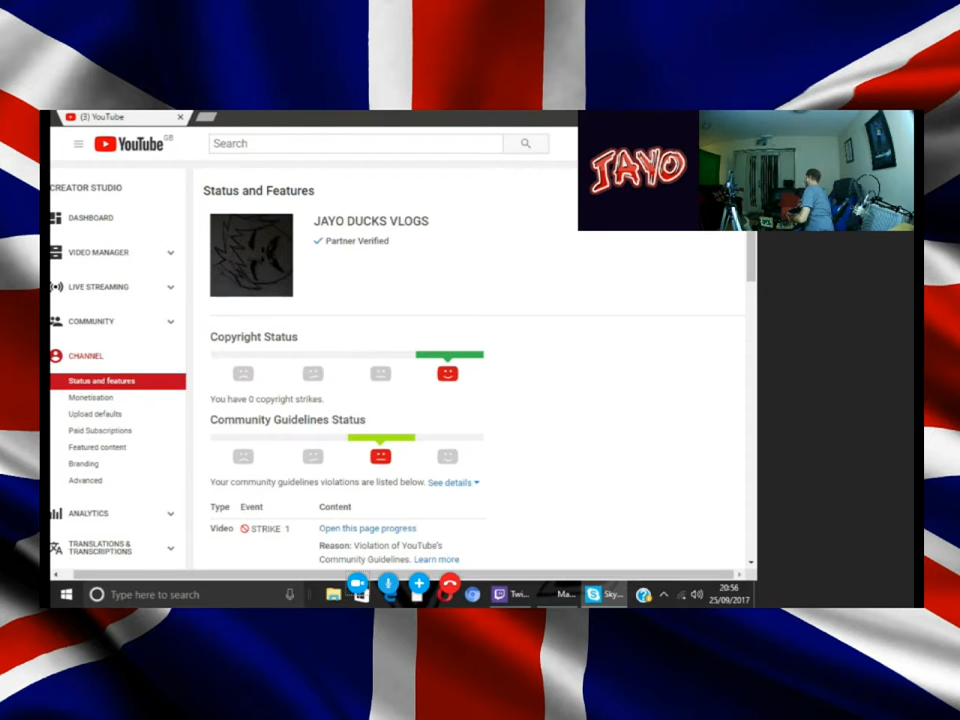 (3) YouTube
YouTube GB
Search
JAYO
CREATOR STUDIO
DASHBOARD
VIDEO MANAGER
LIVE STREAMING
COMMUNITY
CHANNEL
Status and features
Monetisation
Upload defaults
Paid Subscriptions
Featured content
Branding
Advanced
ANALYTICS
TRANSLATIONS &
TRANSCRIPTIONS
Status and Features
JAYO DUCKS VLOGS
Partner Verified
Copyright Status
You have 0 copyright strikes.
Community Guidelines Status
Your community guidelines violations are listed below. See details
Type Event Content
Video STRIKE 1 Open this page progress
Reason: Violation of YouTube's
Community Guidelines. Learn more
Type here to search
Twi...
Ma...
Sky...
20:56
25/09/2017